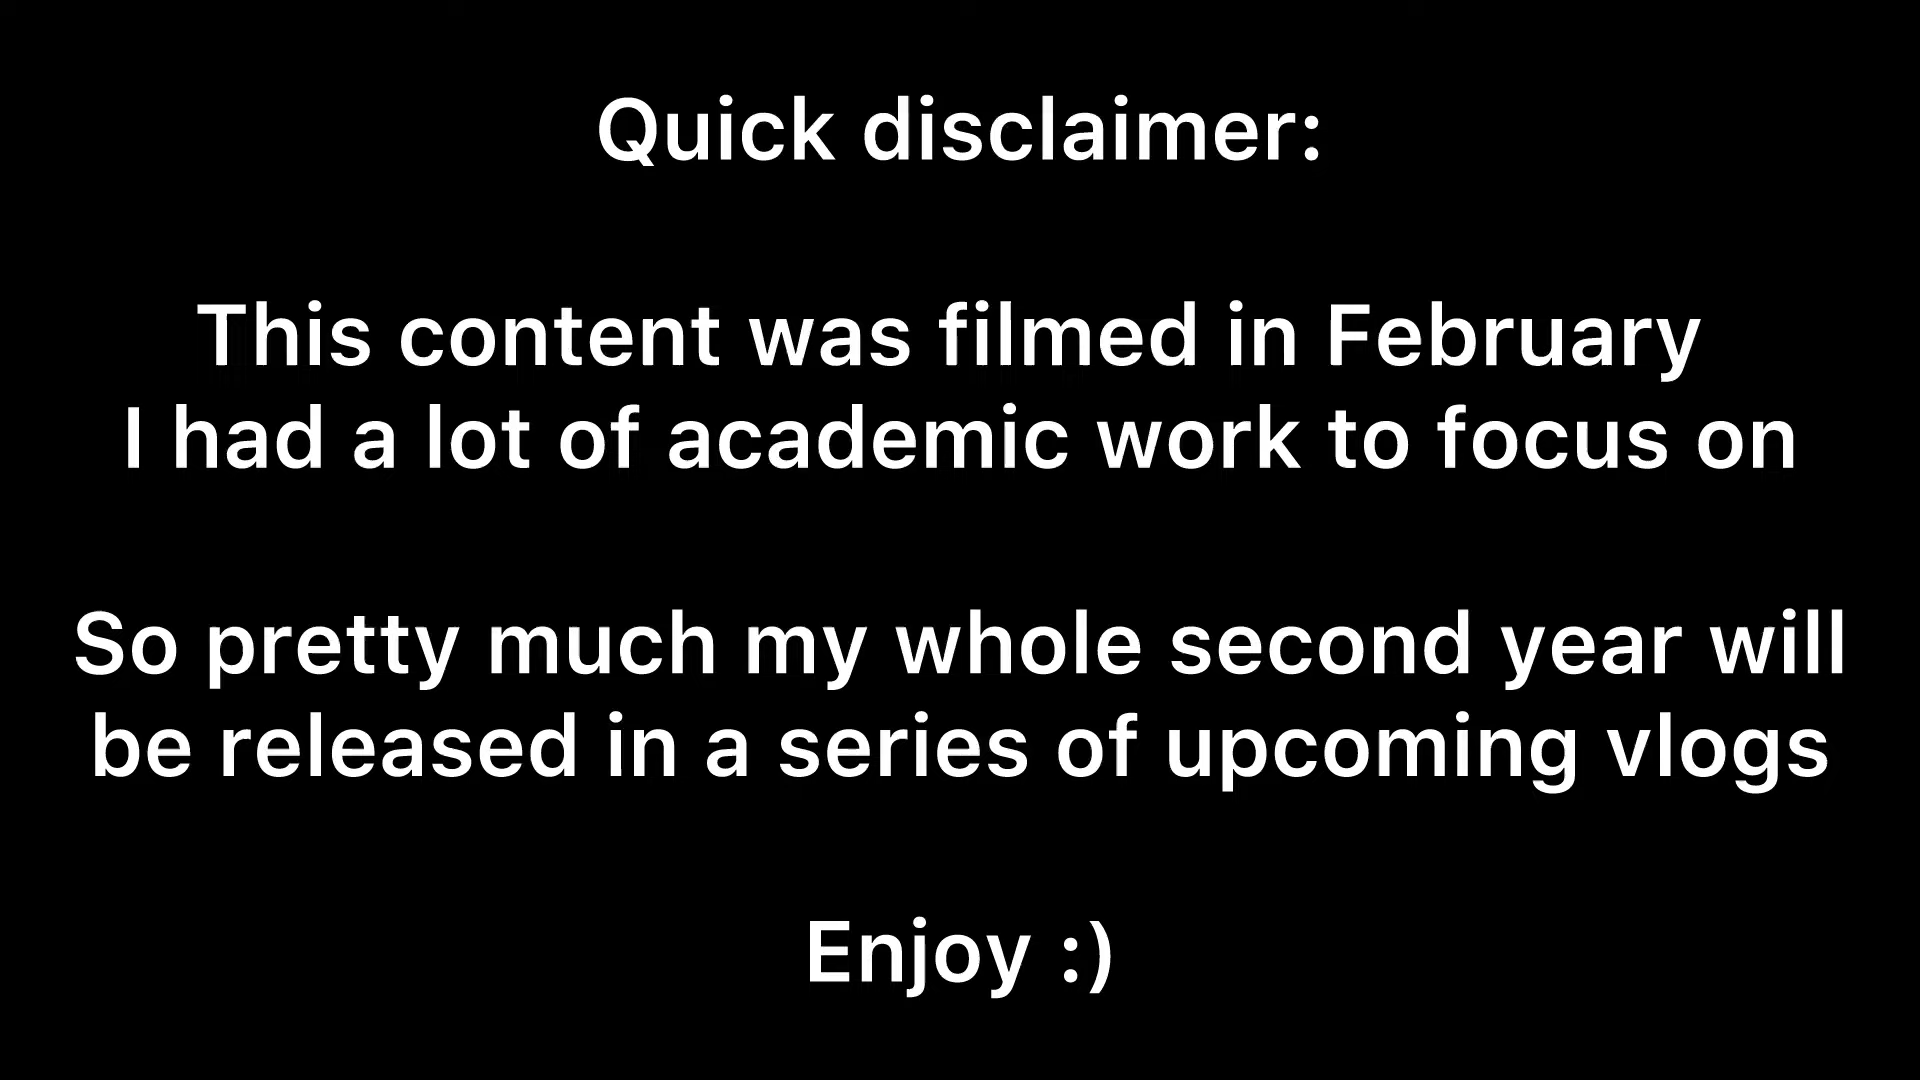 Quick disclaimer:
This content was filmed in February
I had a lot of academic work to focus on
So pretty much my whole second year will
be released in a series of upcoming vlogs
Enjoy :)